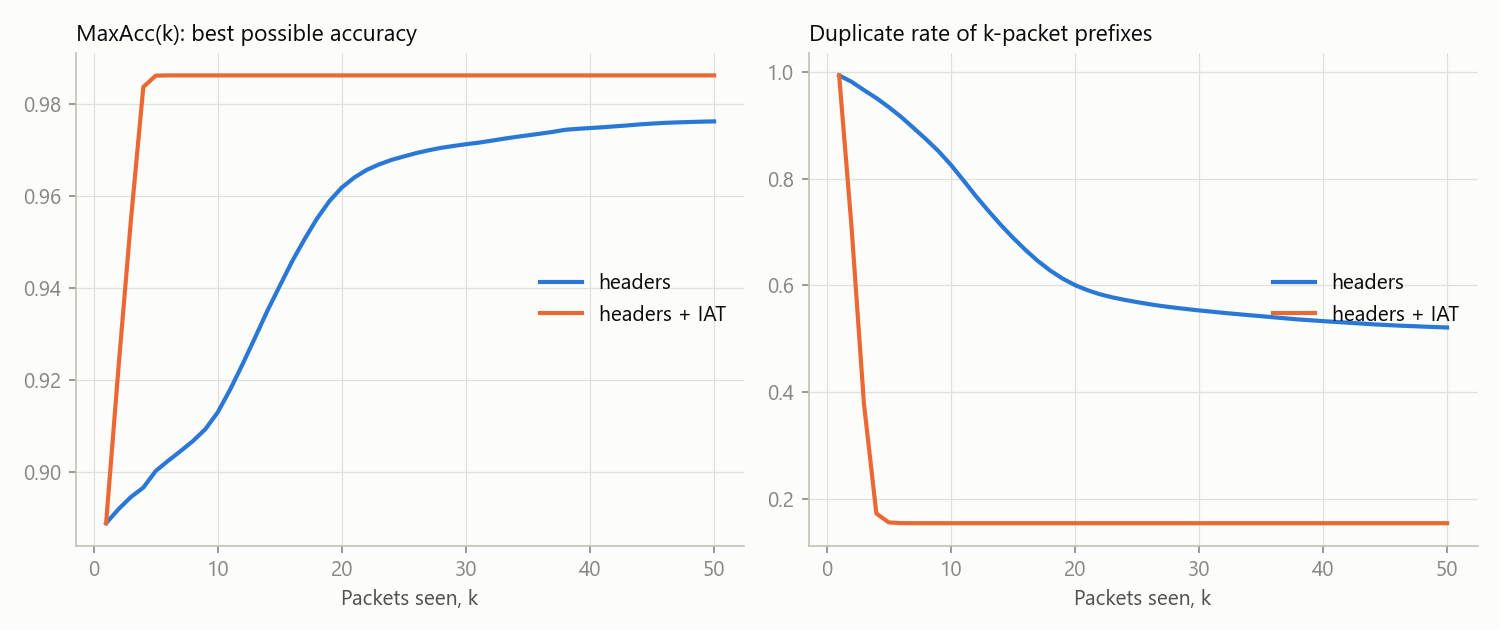 MaxAcc(k): best possible accuracy
0.98
0.96
0.94
0.92
0.90
headers
headers + IAT
0 10 20 30 40 50
Packets seen, k
Duplicate rate of k-packet prefixes
1.0
0.8
0.6
0.4
0.2
headers
headers + IAT
0 10 20 30 40 50
Packets seen, k